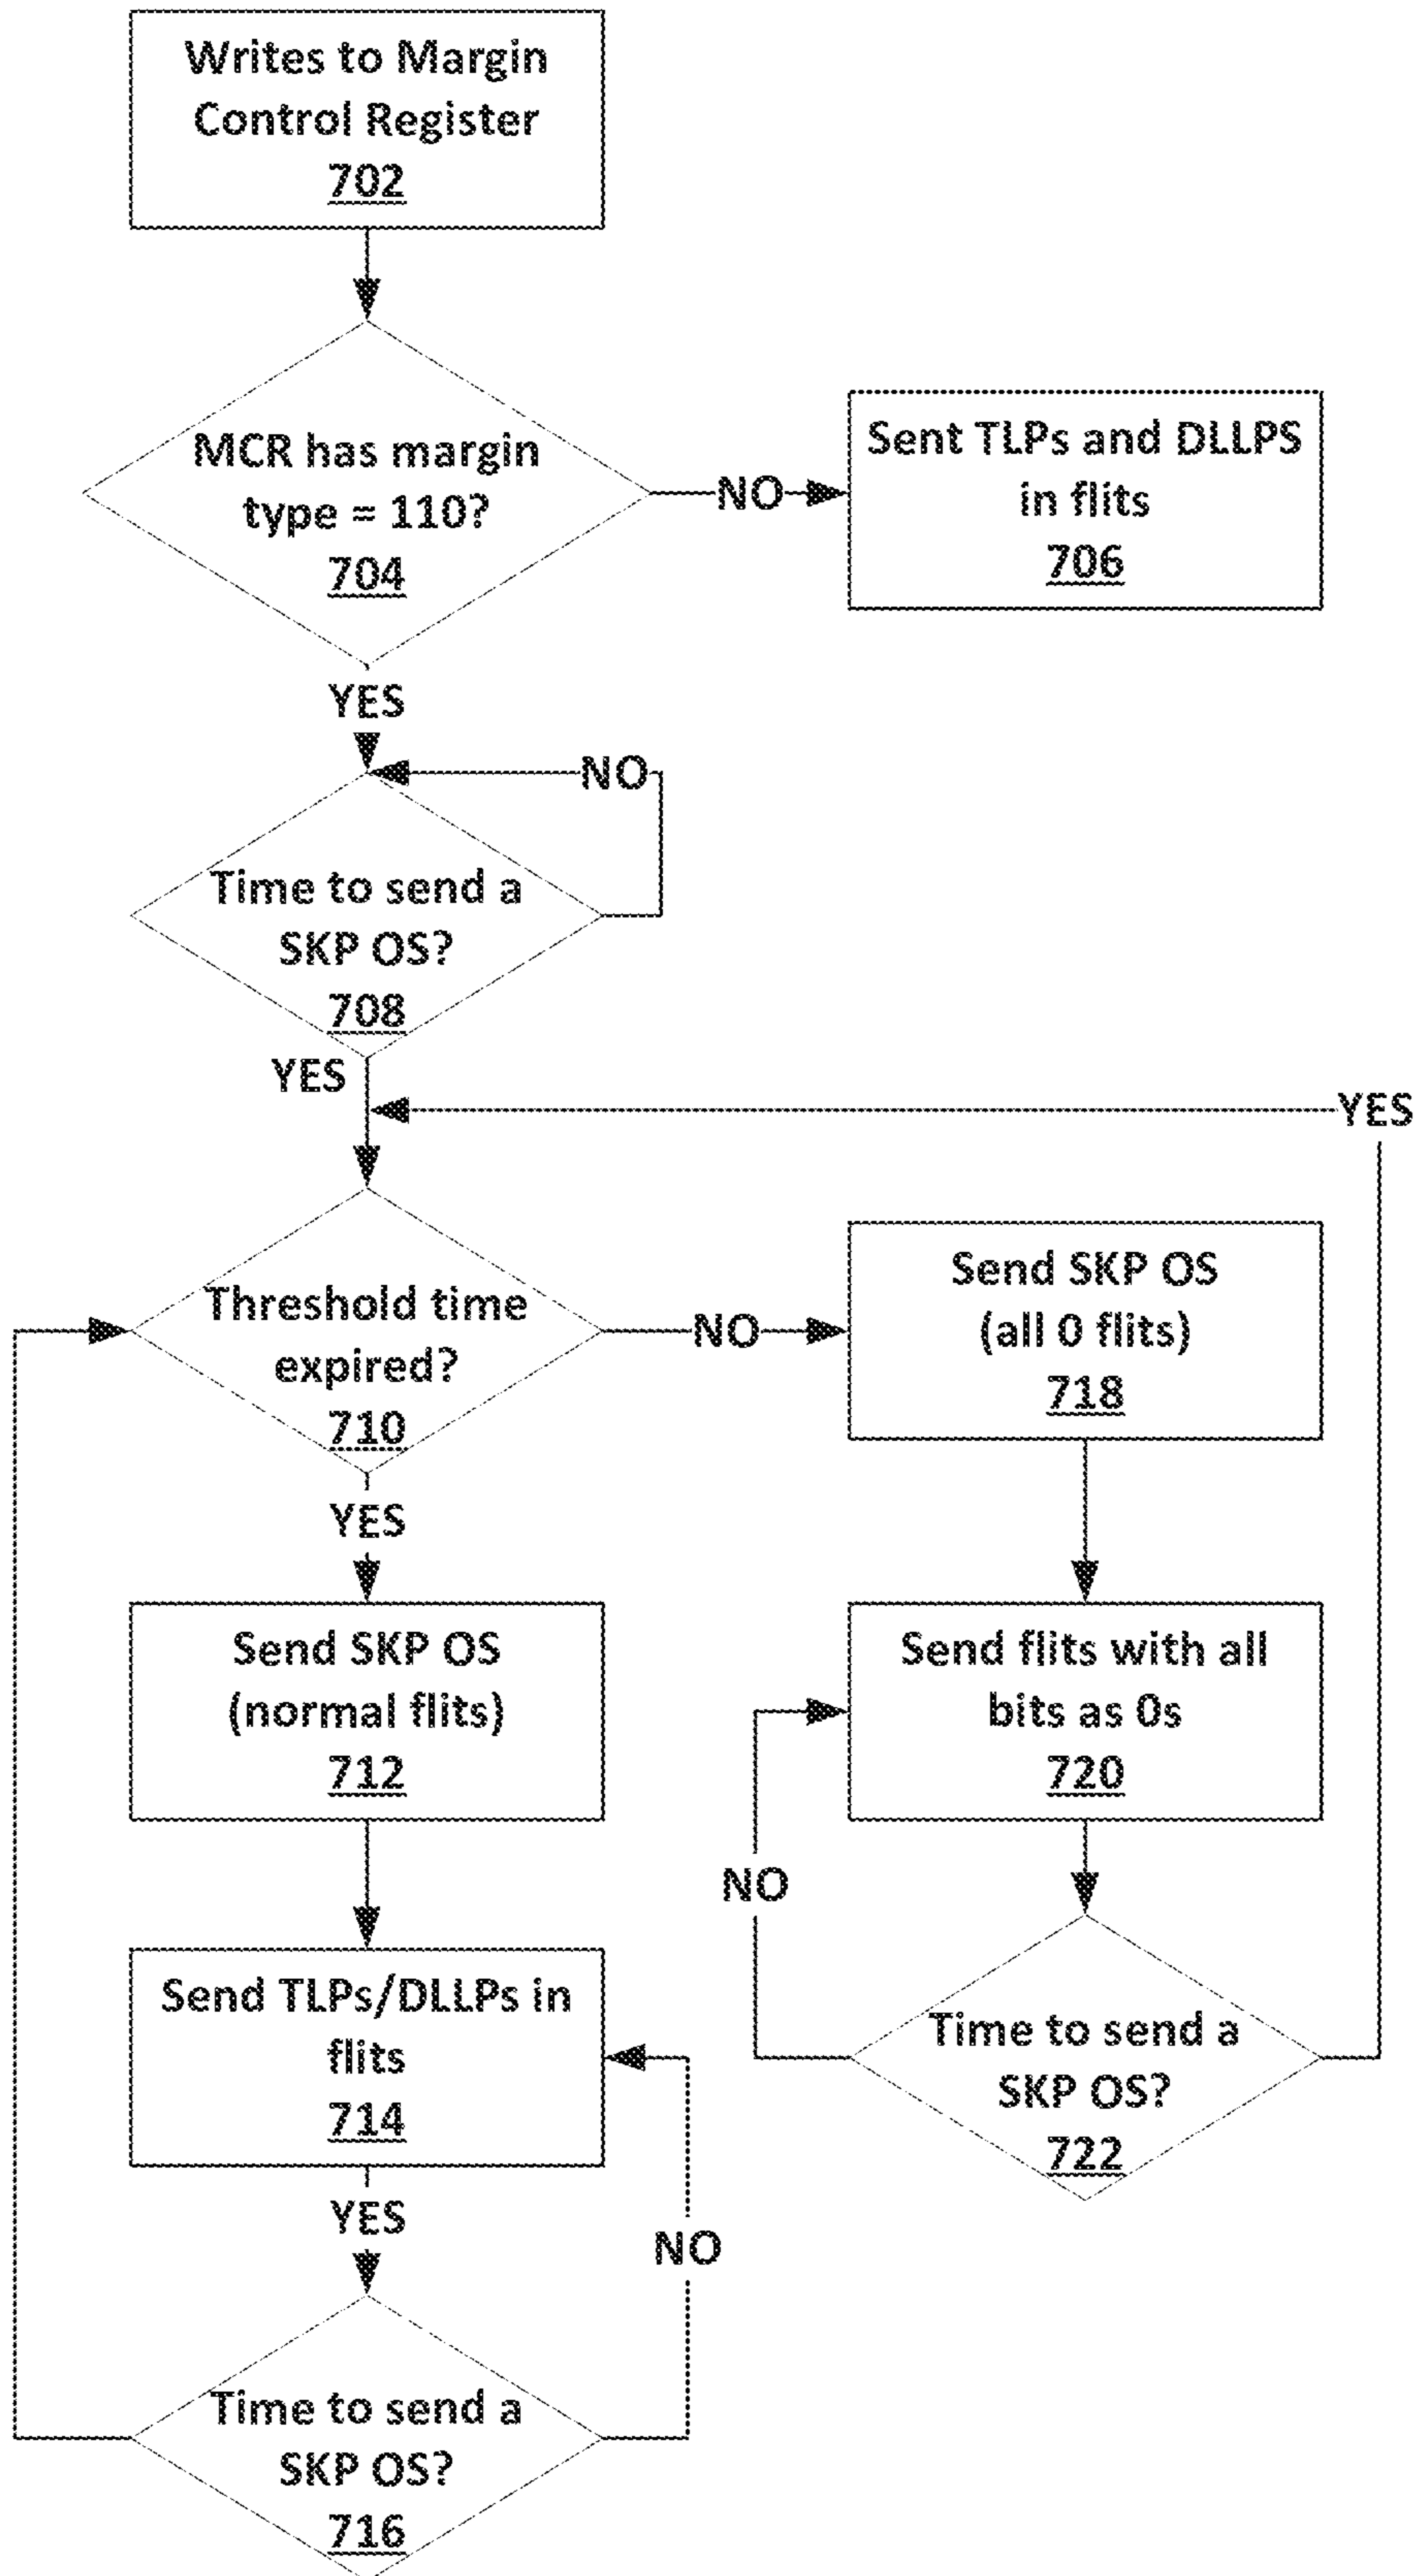 Writes to Margin
Control Register
702
MCR has margin
type = 110?
704
NO
Sent TLPs and DLLPS
in flits
706
YES
NO
Time to send a
SKP OS?
708
YES
YES
Threshold time
expired?
710
NO
Send SKP OS
(all 0 flits)
718
YES
Send SKP OS
(normal flits)
712
Send flits with all
bits as 0s
720
NO
Send TLPs/DLLPs in
flits
714
Time to send a
SKP OS?
722
YES
NO
Time to send a
SKP OS?
716